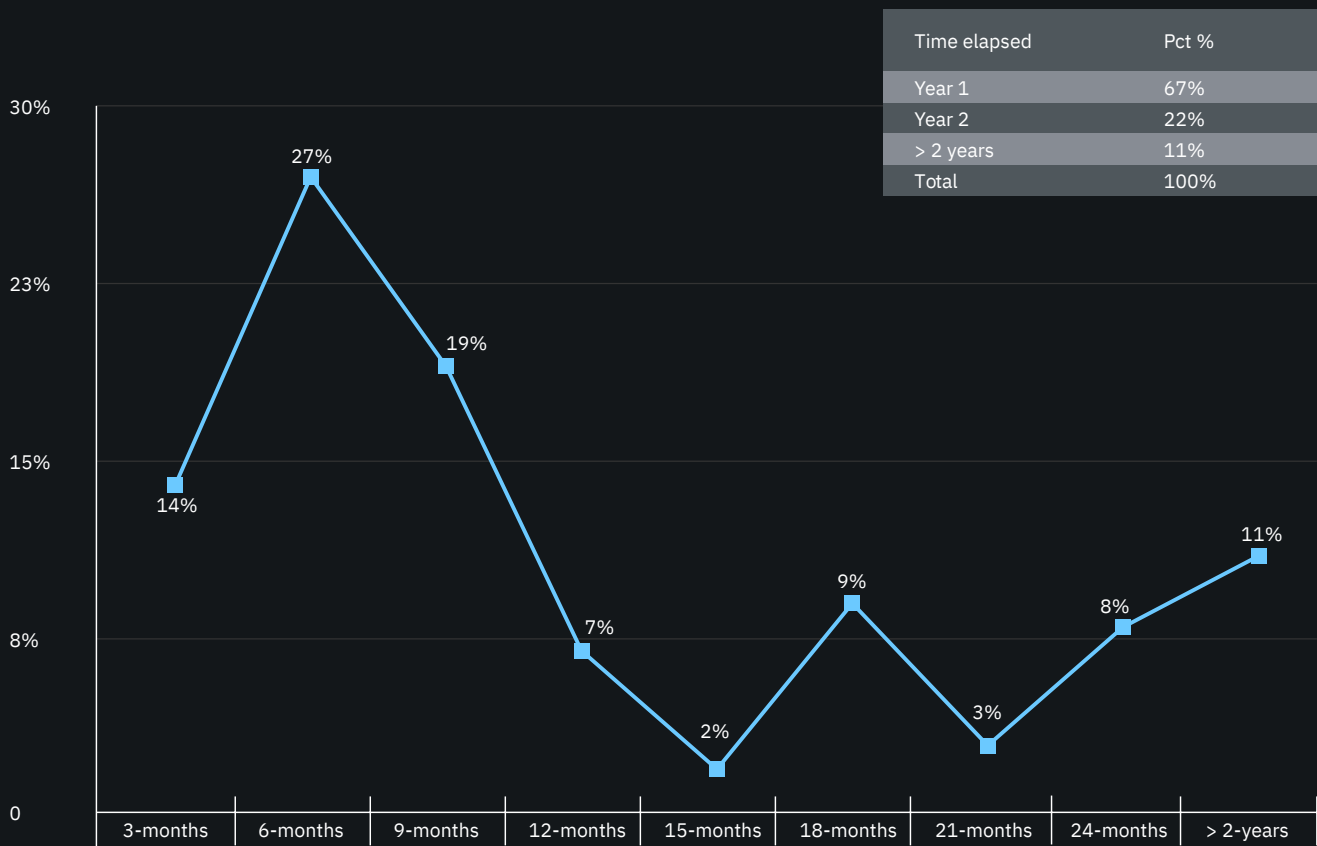 Time elapsed Pct %
Year 1 67%
Year 2 22%
> 2 years 11%
Total 100%
30%
23%
15%
8%
0
27%
19%
14%
7%
2%
9%
3%
8%
11%
3-months 6-months 9-months 12-months 15-months 18-months 21-months 24-months > 2-years